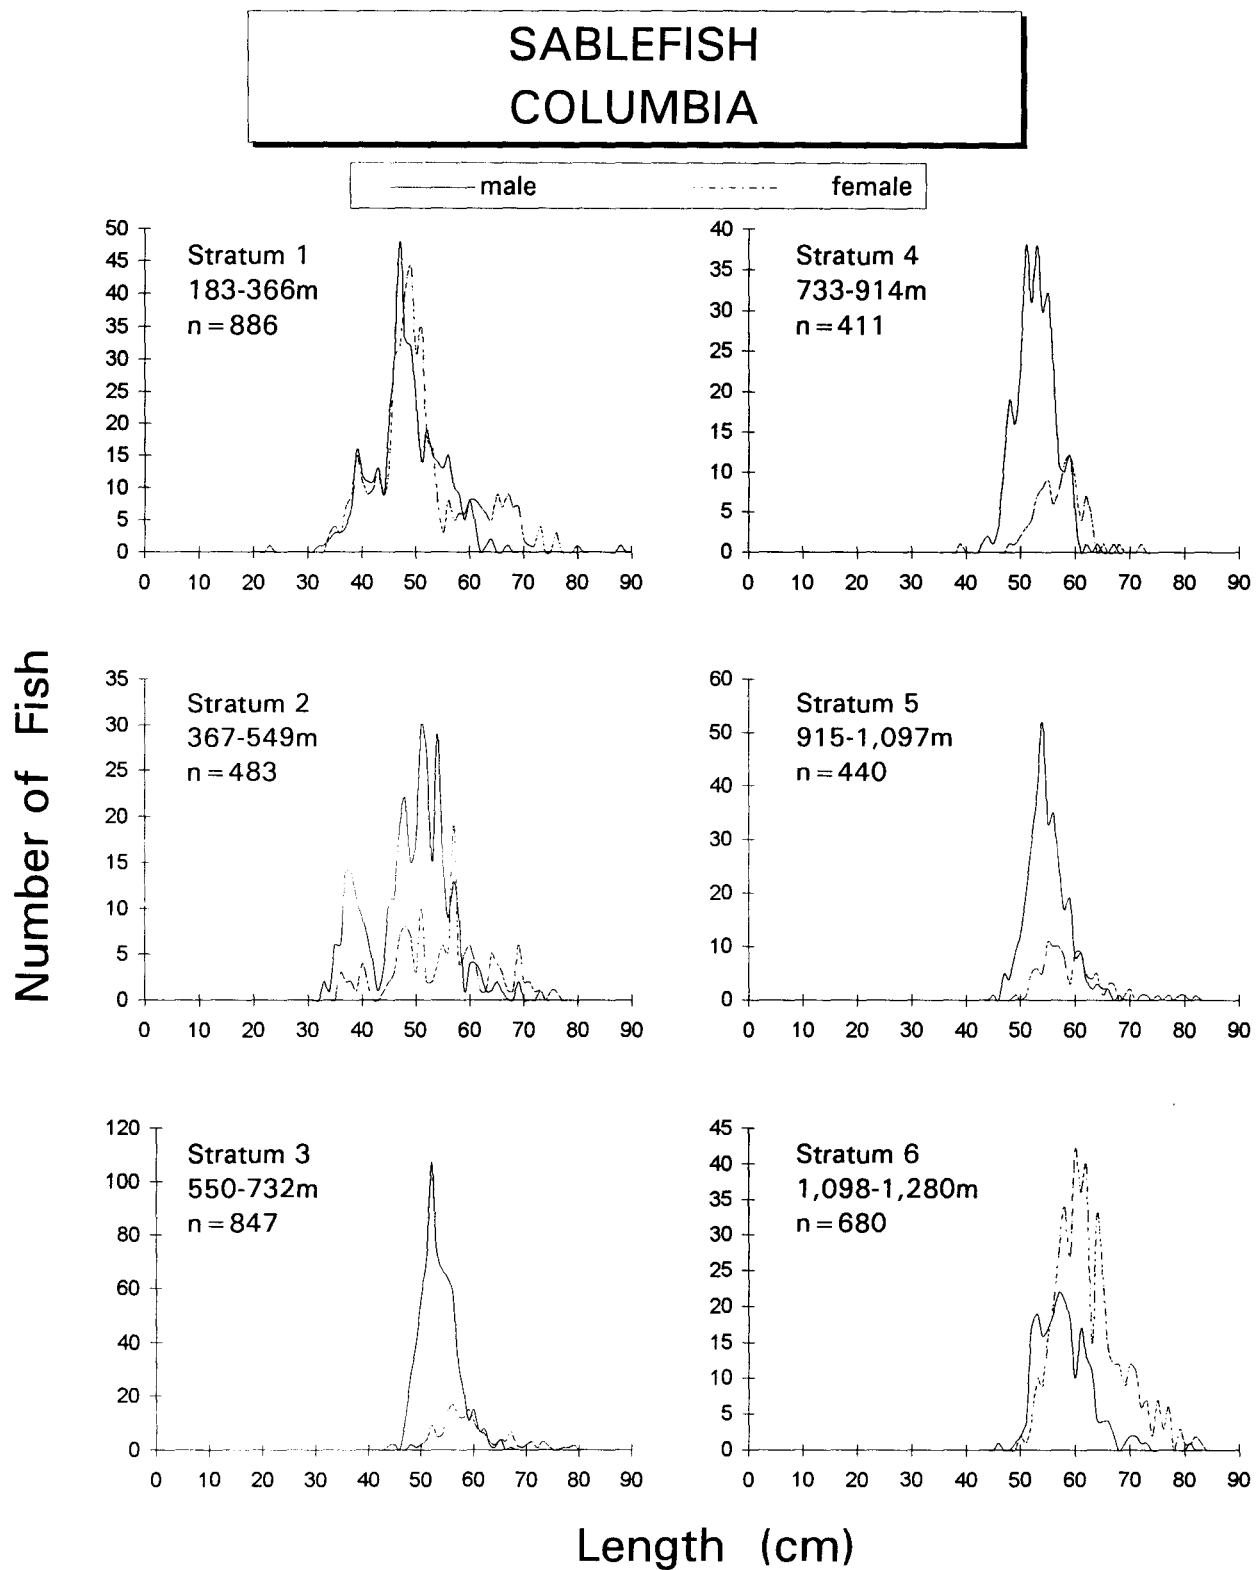 SABLEFISH
COLUMBIA
male female
Number of Fish
Stratum 1
183-366m
n=886
50
45
40
35
30
25
20
15
10
5
0
0 10 20 30 40 50 60 70 80 90
Stratum 4
733-914m
n=411
40
35
30
25
20
15
10
5
0
0 10 20 30 40 50 60 70 80 90
Stratum 2
367-549m
n=483
35
30
25
20
15
10
5
0
0 10 20 30 40 50 60 70 80 90
Stratum 5
915-1,097m
n=440
60
50
40
30
20
10
0
0 10 20 30 40 50 60 70 80 90
Stratum 3
550-732m
n=847
120
100
80
60
40
20
0
0 10 20 30 40 50 60 70 80 90
Stratum 6
1,098-1,280m
n=680
45
40
35
30
25
20
15
10
5
0
0 10 20 30 40 50 60 70 80 90
Length (cm)